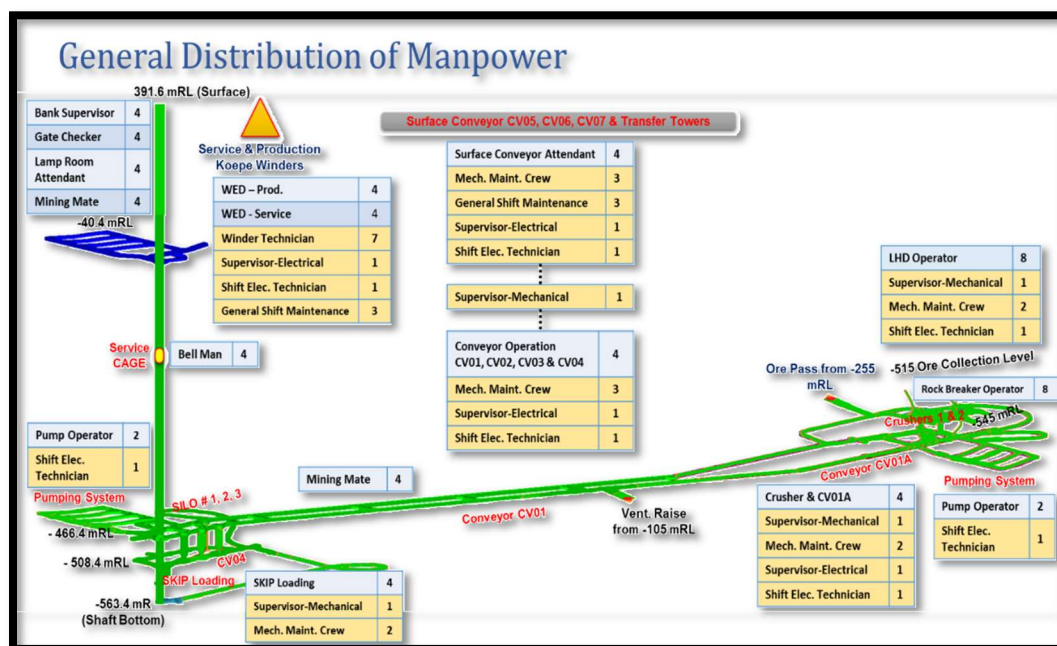 General Distribution of Manpower
391.6 mRL (Surface)
Bank Supervisor 4
Gate Checker 4
Lamp Room
Attendant 4
Mining Mate 4
-40.4 mRL
Service & Production
Koepe Winders
WED – Prod. 4
WED - Service 4
Winder Technician 7
Supervisor-Electrical 1
Shift Elec. Technician 1
General Shift Maintenance 3
Surface Conveyor CV05, CV06, CV07 & Transfer Towers
Surface Conveyor Attendant 4
Mech. Maint. Crew 3
General Shift Maintenance 3
Supervisor-Electrical 1
Shift Elec. Technician 1
Supervisor-Mechanical 1
Conveyor Operation
CV01, CV02, CV03 & CV04 4
Mech. Maint. Crew 3
Supervisor-Electrical 1
Shift Elec. Technician 1
LHD Operator 8
Supervisor-Mechanical 1
Mech. Maint. Crew 2
Shift Elec. Technician 1
Service
CAGE
Bell Man 4
Ore Pass from -255
mRL
-515 Ore Collection Level
Rock Breaker Operator 8
Crushers 1 & 2
-545 mRL
Pump Operator 2
Shift Elec.
Technician 1
Pumping System
SILO # 1, 2, 3
Mining Mate 4
Conveyor CV01
Vent. Raise
from -105 mRL
Conveyor CV01A
Pumping System
Pump Operator 2
Shift Elec.
Technician 1
Crusher & CV01A 4
Supervisor-Mechanical 1
Mech. Maint. Crew 2
Supervisor-Electrical 1
Shift Elec. Technician 1
- 466.4 mRL
- 508.4 mRL
CV04
SKIP Loading
-563.4 mR
(Shaft Bottom)
SKIP Loading 4
Supervisor-Mechanical 1
Mech. Maint. Crew 2